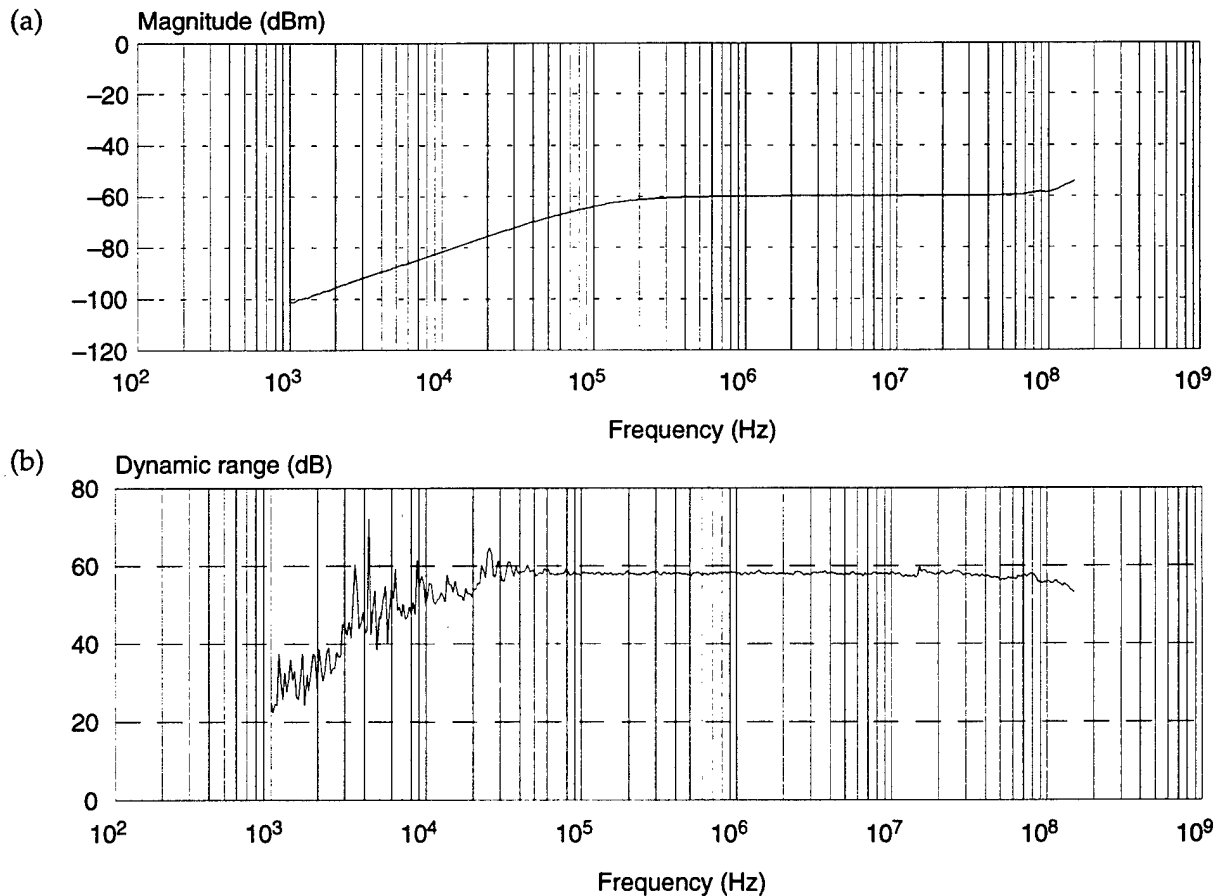 (a)
Magnitude (dBm)
0
−20
−40
−60
−80
−100
−120
10² 10³ 10⁴ 10⁵ 10⁶ 10⁷ 10⁸ 10⁹
Frequency (Hz)
(b)
Dynamic range (dB)
80
60
40
20
0
10² 10³ 10⁴ 10⁵ 10⁶ 10⁷ 10⁸ 10⁹
Frequency (Hz)